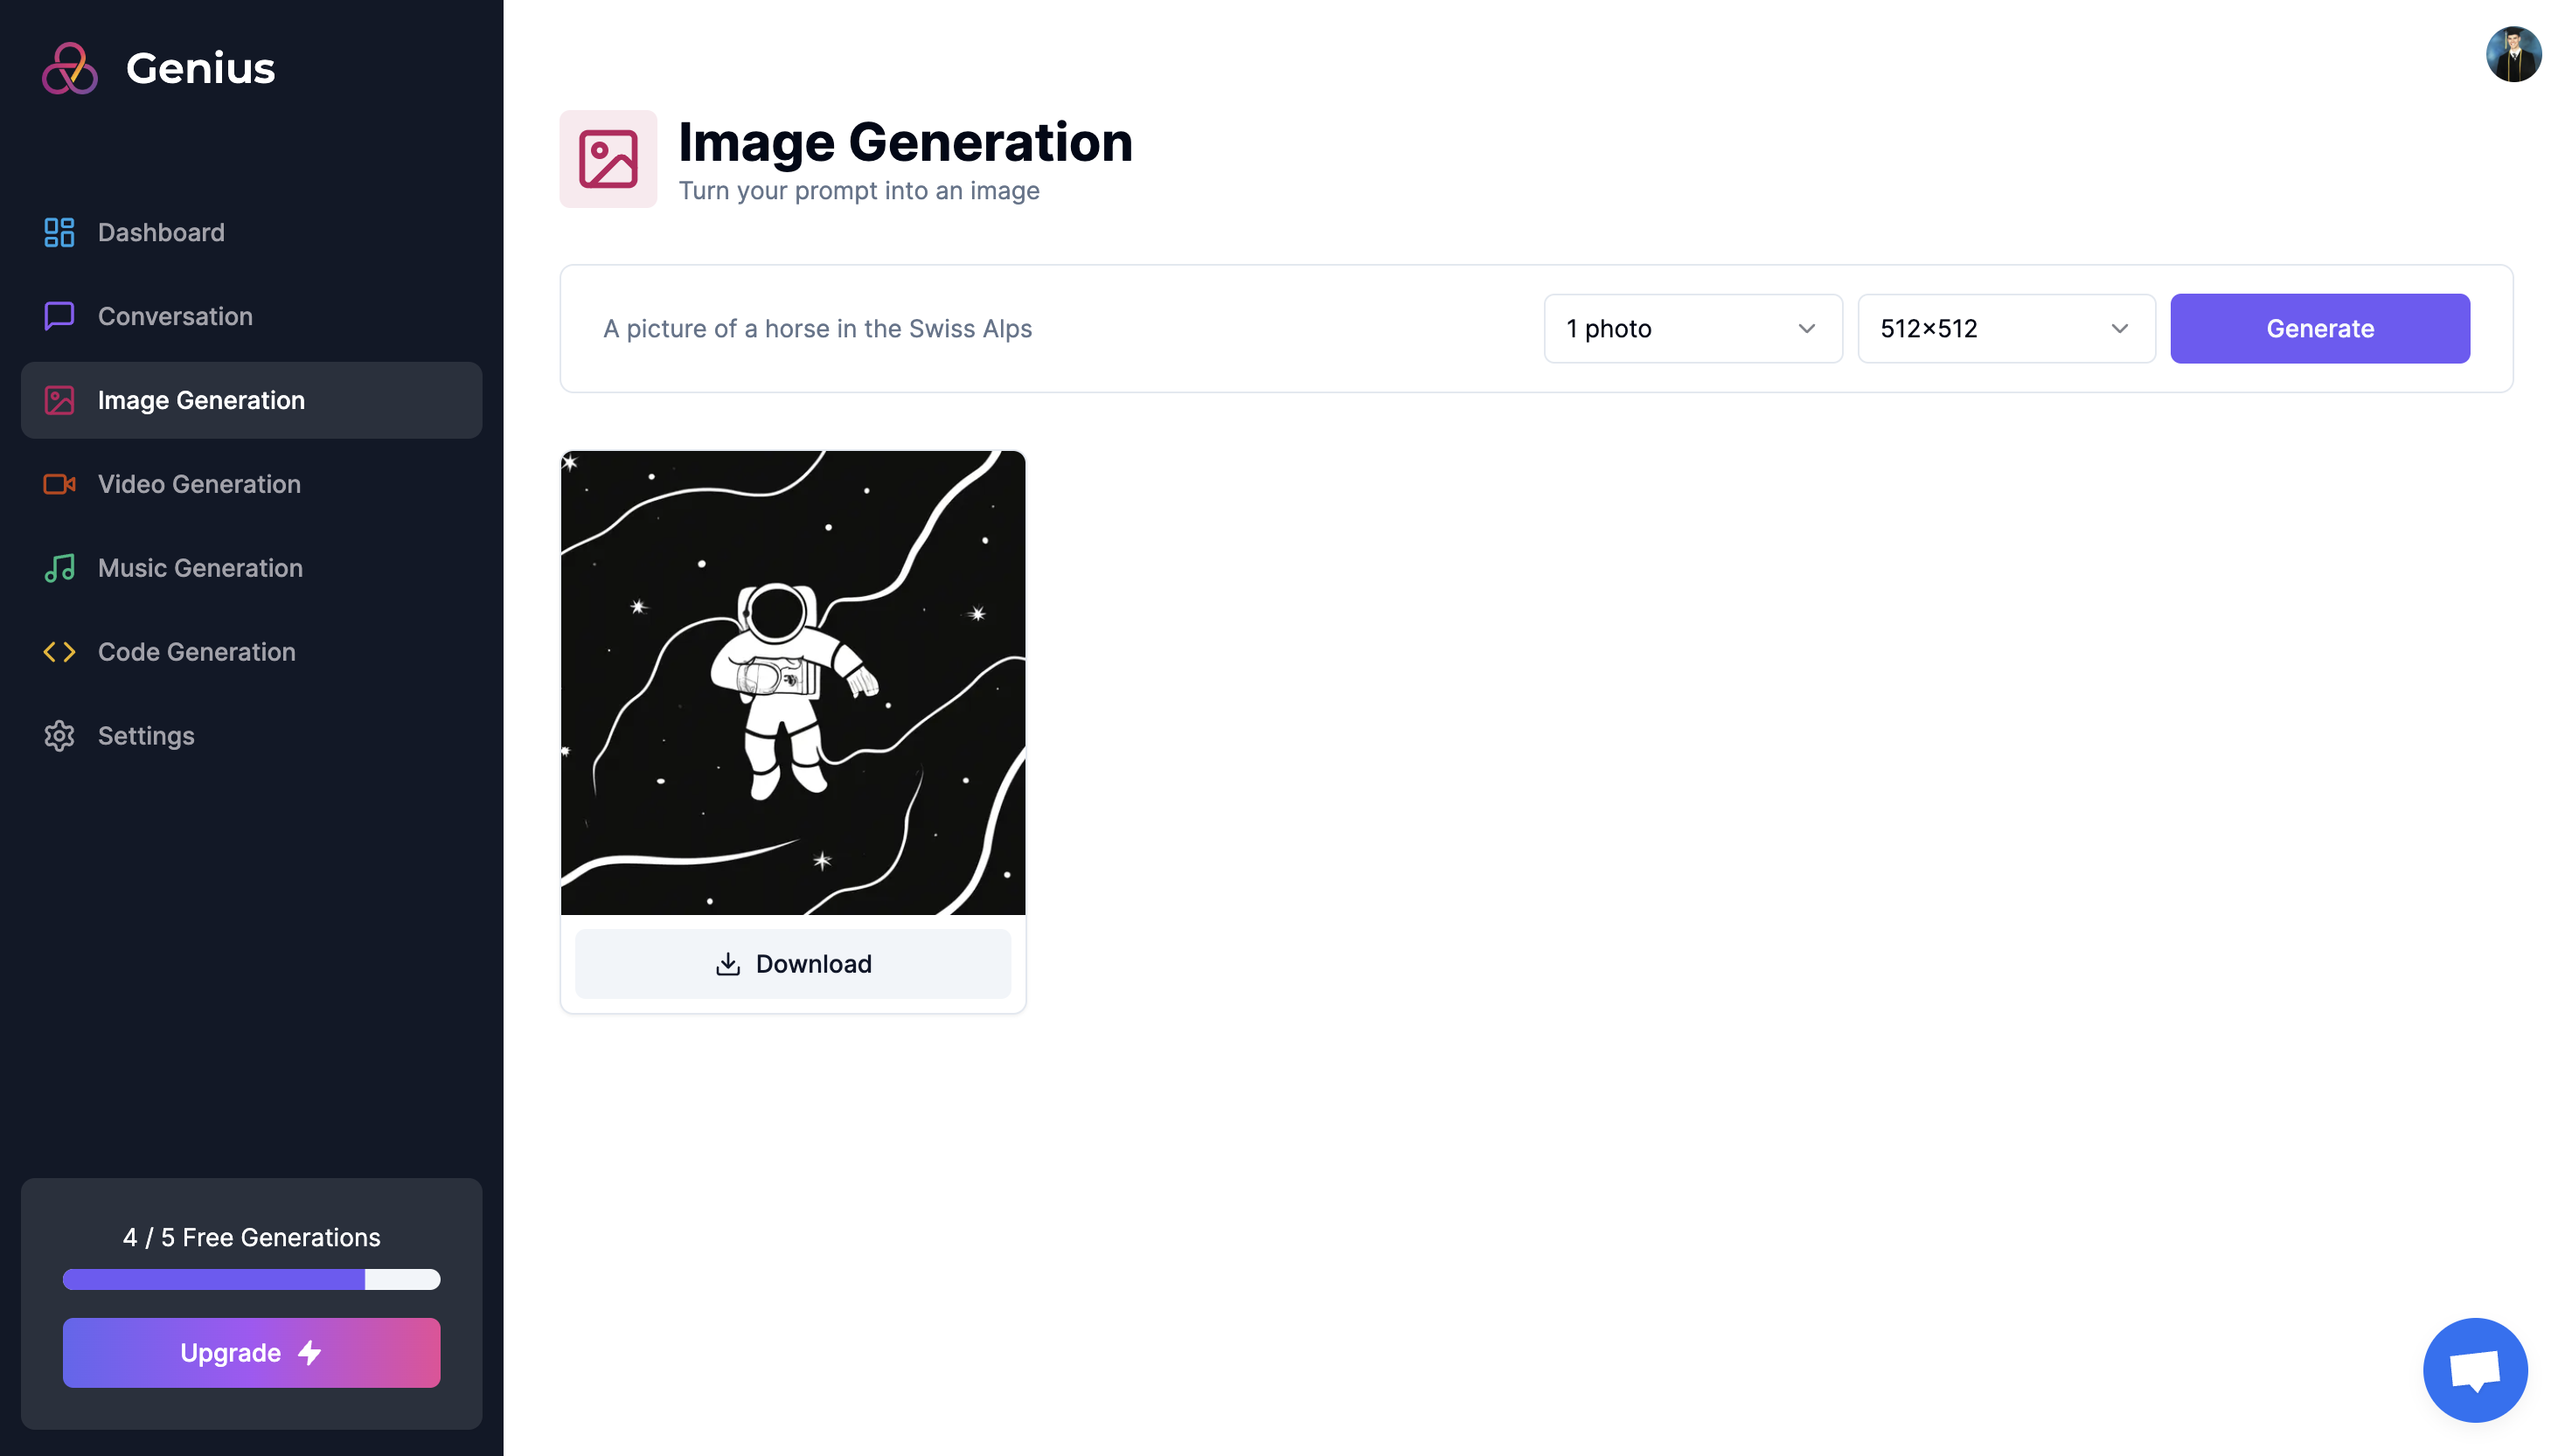 Genius
Dashboard
Conversation
Image Generation
Video Generation
Music Generation
Code Generation
Settings
4 / 5 Free Generations
Upgrade
Image Generation
Turn your prompt into an image
A picture of a horse in the Swiss Alps
1 photo
512×512
Generate
Download